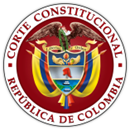 CORTE CONSTITUCIONAL
REPÚBLICA DE COLOMBIA